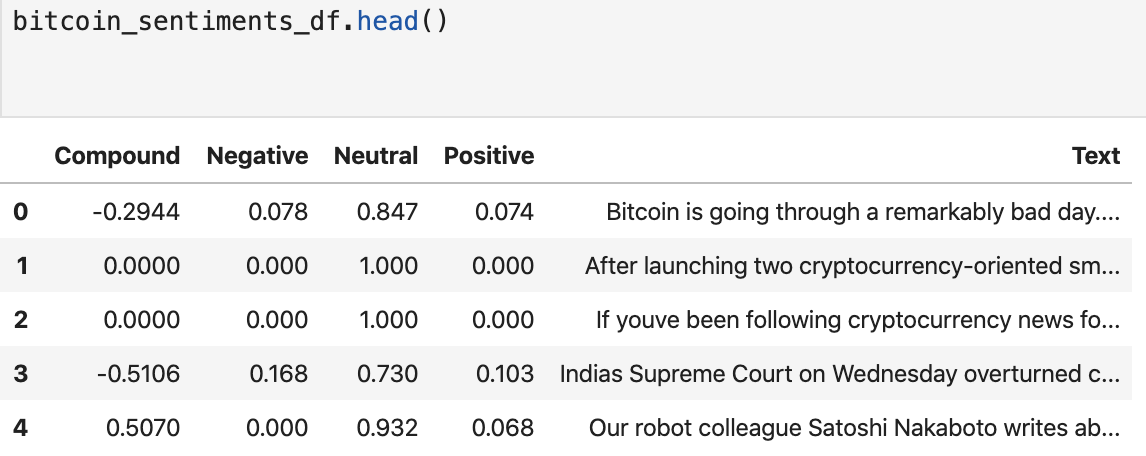 bitcoin_sentiments_df.head()
Compound Negative Neutral Positive Text
0 -0.2944 0.078 0.847 0.074 Bitcoin is going through a remarkably bad day....
1 0.0000 0.000 1.000 0.000 After launching two cryptocurrency-oriented sm...
2 0.0000 0.000 1.000 0.000 If youve been following cryptocurrency news fo...
3 -0.5106 0.168 0.730 0.103 Indias Supreme Court on Wednesday overturned c...
4 0.5070 0.000 0.932 0.068 Our robot colleague Satoshi Nakaboto writes ab...